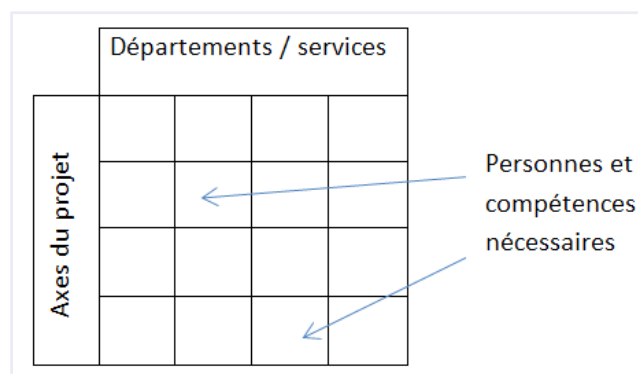 Départements / services
Axes du projet
Personnes et
compétences
nécessaires